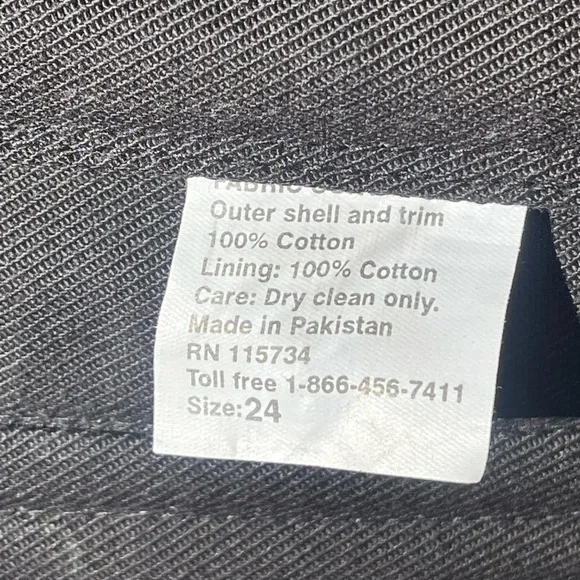 Outer shell and trim
100% Cotton
Lining: 100% Cotton
Care: Dry clean only.
Made in Pakistan
RN 115734
Toll free 1-866-456-7411
Size:24